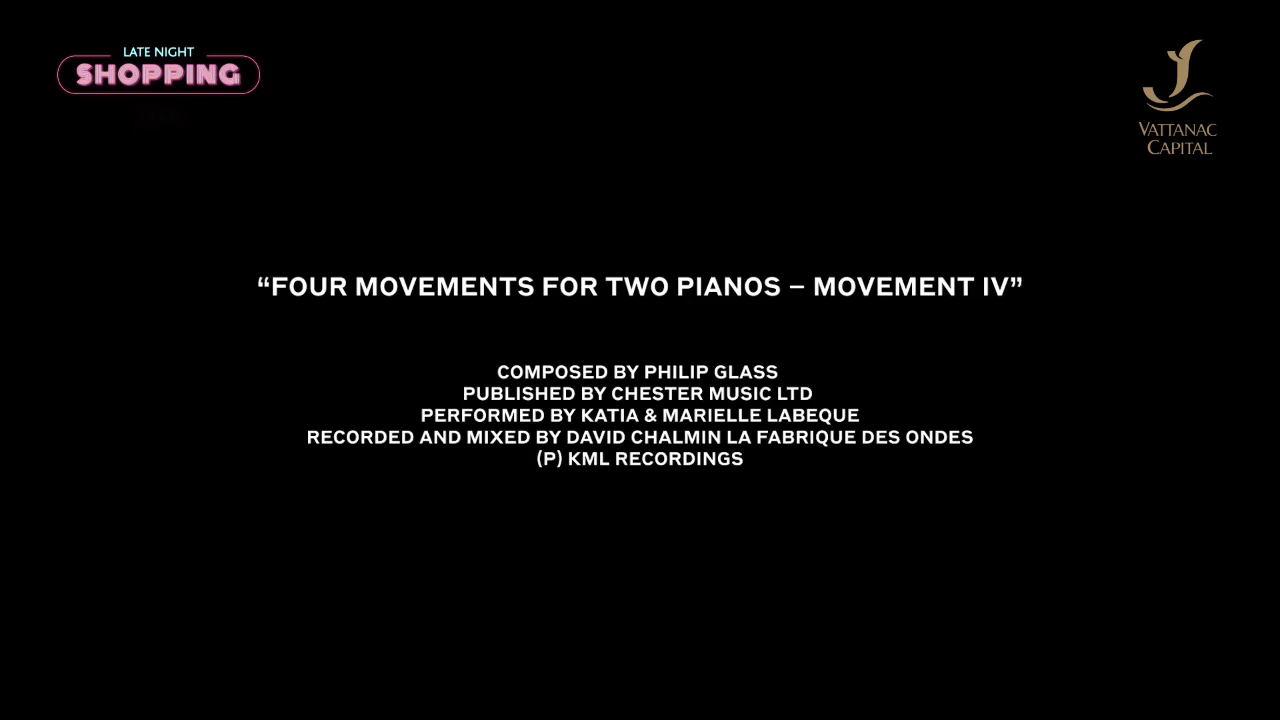 LATE NIGHT
SHOPPING
VATTANAC
CAPITAL
“FOUR MOVEMENTS FOR TWO PIANOS – MOVEMENT IV”
COMPOSED BY PHILIP GLASS
PUBLISHED BY CHESTER MUSIC LTD
PERFORMED BY KATIA & MARIELLE LABEQUE
RECORDED AND MIXED BY DAVID CHALMIN LA FABRIQUE DES ONDES
(P) KML RECORDINGS